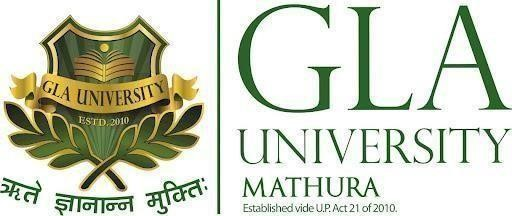 GLA UNIVERSITY
ESTD. 2010
ऋते ज्ञानान्न मुक्तिः
GLA
UNIVERSITY
MATHURA
Established vide U.P. Act 21 of 2010.